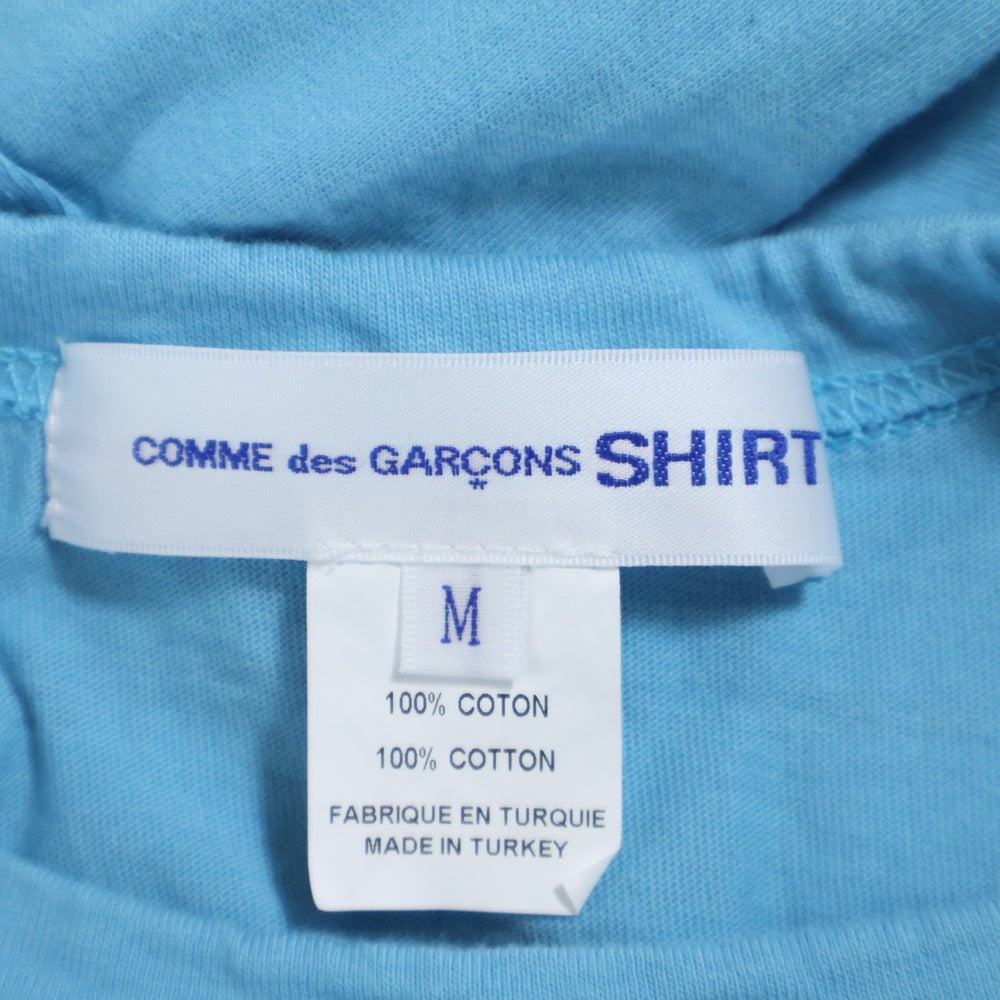 COMME des GARÇONS SHIRT
M
100% COTON
100% COTTON
FABRIQUE EN TURQUIE
MADE IN TURKEY